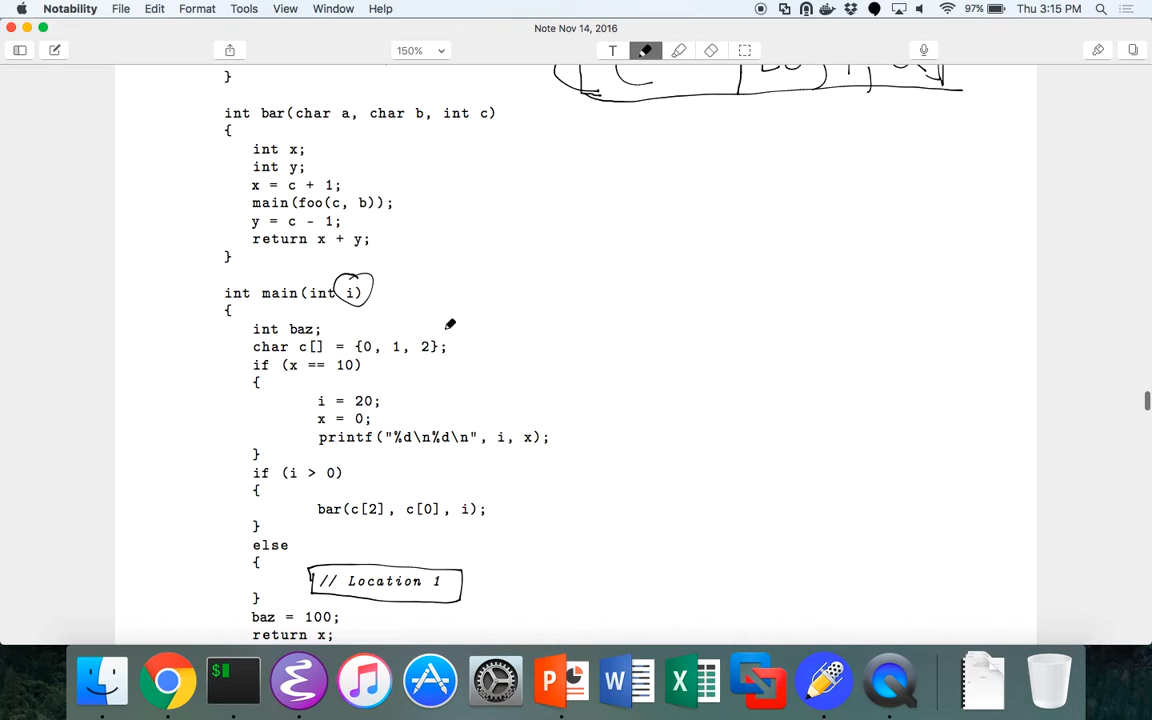 Notability File Edit Format Tools View Window Help 97% Thu 3:15 PM
Note Nov 14, 2016
150% T
}
int bar(char a, char b, int c)
{
int x;
int y;
x = c + 1;
main(foo(c, b));
y = c - 1;
return x + y;
}
int main(int i)
{
int baz;
char c[] = {0, 1, 2};
if (x == 10)
{
i = 20;
x = 0;
printf("%d\n%d\n", i, x);
}
if (i > 0)
{
bar(c[2], c[0], i);
}
else
{
// Location 1
}
baz = 100;
return x;